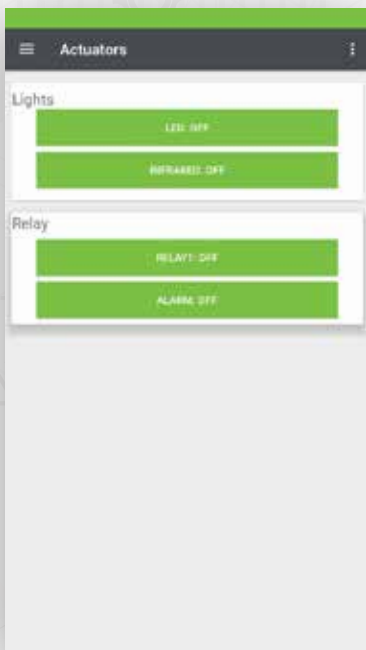 Actuators
Lights
LED: OFF
INFRARED: OFF
Relay
RELAY1: OFF
ALARM: OFF